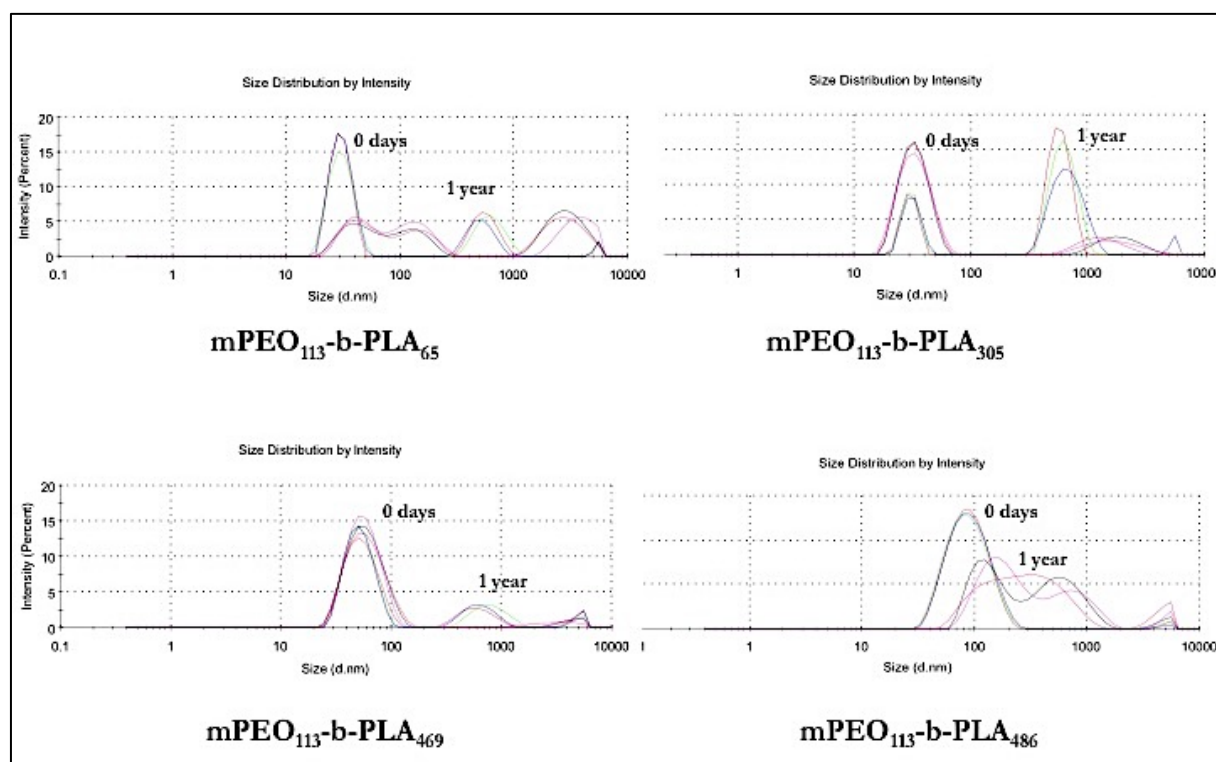 Size Distribution by Intensity
Intensity (Percent)
20
15
10
5
0
0 days
1 year
0.1 1 10 100 1000 10000
Size (d.nm)
mPEO113-b-PLA65
Size Distribution by Intensity
0 days
1 year
1 10 100 1000 1000
Size (d.nm)
mPEO113-b-PLA305
Size Distribution by Intensity
Intensity (Percent)
20
15
10
5
0
0 days
1 year
0.1 1 10 100 1000 10000
Size (d.nm)
mPEO113-b-PLA469
Size Distribution by Intensity
0 days
1 year
1 1 10 100 1000 10000
Size (d.nm)
mPEO113-b-PLA486